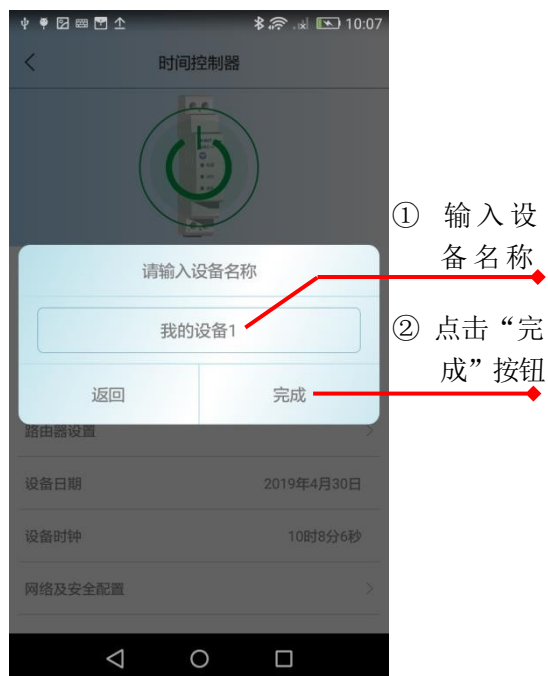 10:07
时间控制器
请输入设备名称
我的设备1
返回
完成
路由器设置
设备日期
2019年4月30日
设备时钟
10时8分6秒
网络及安全配置
① 输入设
备名称
② 点击“完
成”按钮